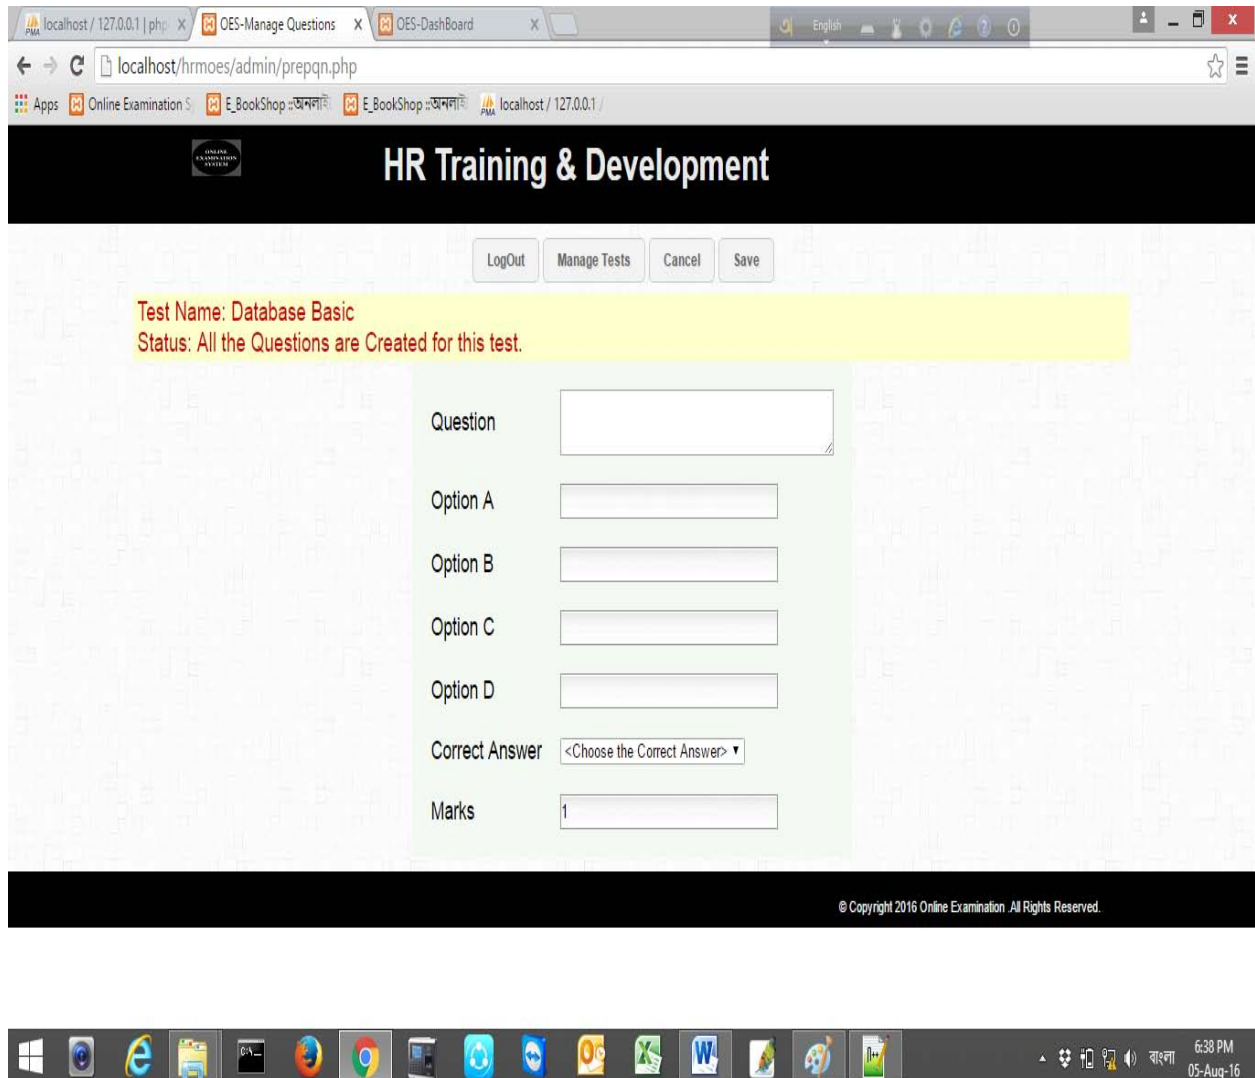 localhost / 127.0.0.1 | php
OES-Manage Questions
OES-DashBoard
English
localhost/hrmoes/admin/prepqn.php
Apps
Online Examination S
E_BookShop ::অনলাই
E_BookShop ::অনলাই
localhost / 127.0.0.1 /
ONLINE
EXAMINATION
SYSTEM
HR Training & Development
LogOut
Manage Tests
Cancel
Save
Test Name: Database Basic
Status: All the Questions are Created for this test.
Question
Option A
Option B
Option C
Option D
Correct Answer <Choose the Correct Answer>
Marks 1
© Copyright 2016 Online Examination .All Rights Reserved.
বাংলা
6:38 PM
05-Aug-16